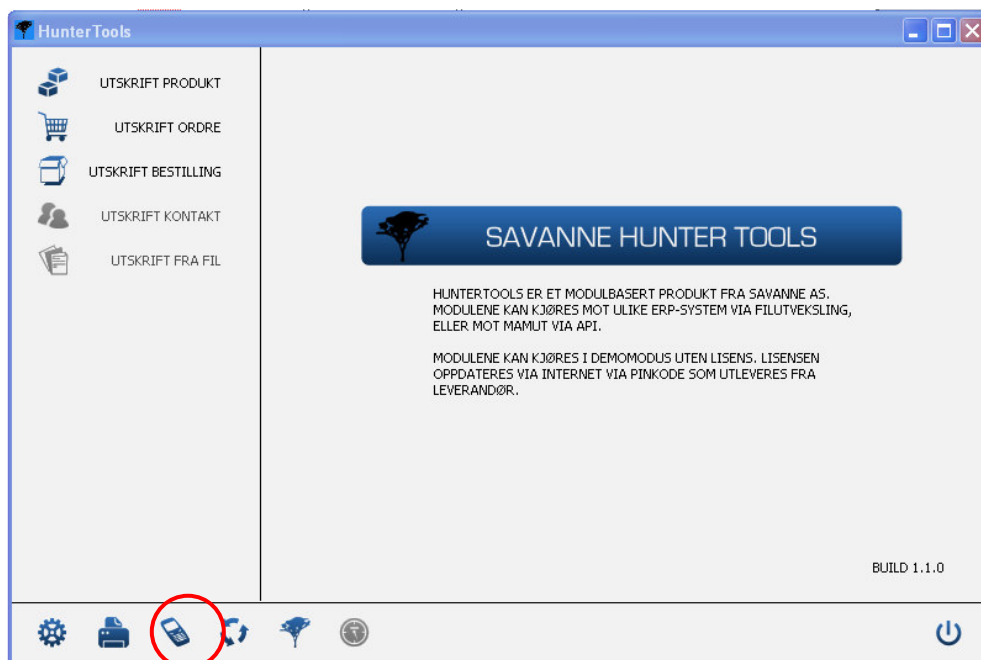 HunterTools
UTSKRIFT PRODUKT
UTSKRIFT ORDRE
UTSKRIFT BESTILLING
UTSKRIFT KONTAKT
UTSKRIFT FRA FIL
SAVANNE HUNTER TOOLS
HUNTERTOOLS ER ET MODULBASERT PRODUKT FRA SAVANNE AS.
MODULENE KAN KJØRES MOT ULIKE ERP-SYSTEM VIA FILUTVEKSLING,
ELLER MOT MAMUT VIA API.
MODULENE KAN KJØRES I DEMOMODUS UTEN LISENS. LISENSEN
OPPDATERES VIA INTERNET VIA PINKODE SOM UTLEVERES FRA
LEVERANDØR.
BUILD 1.1.0